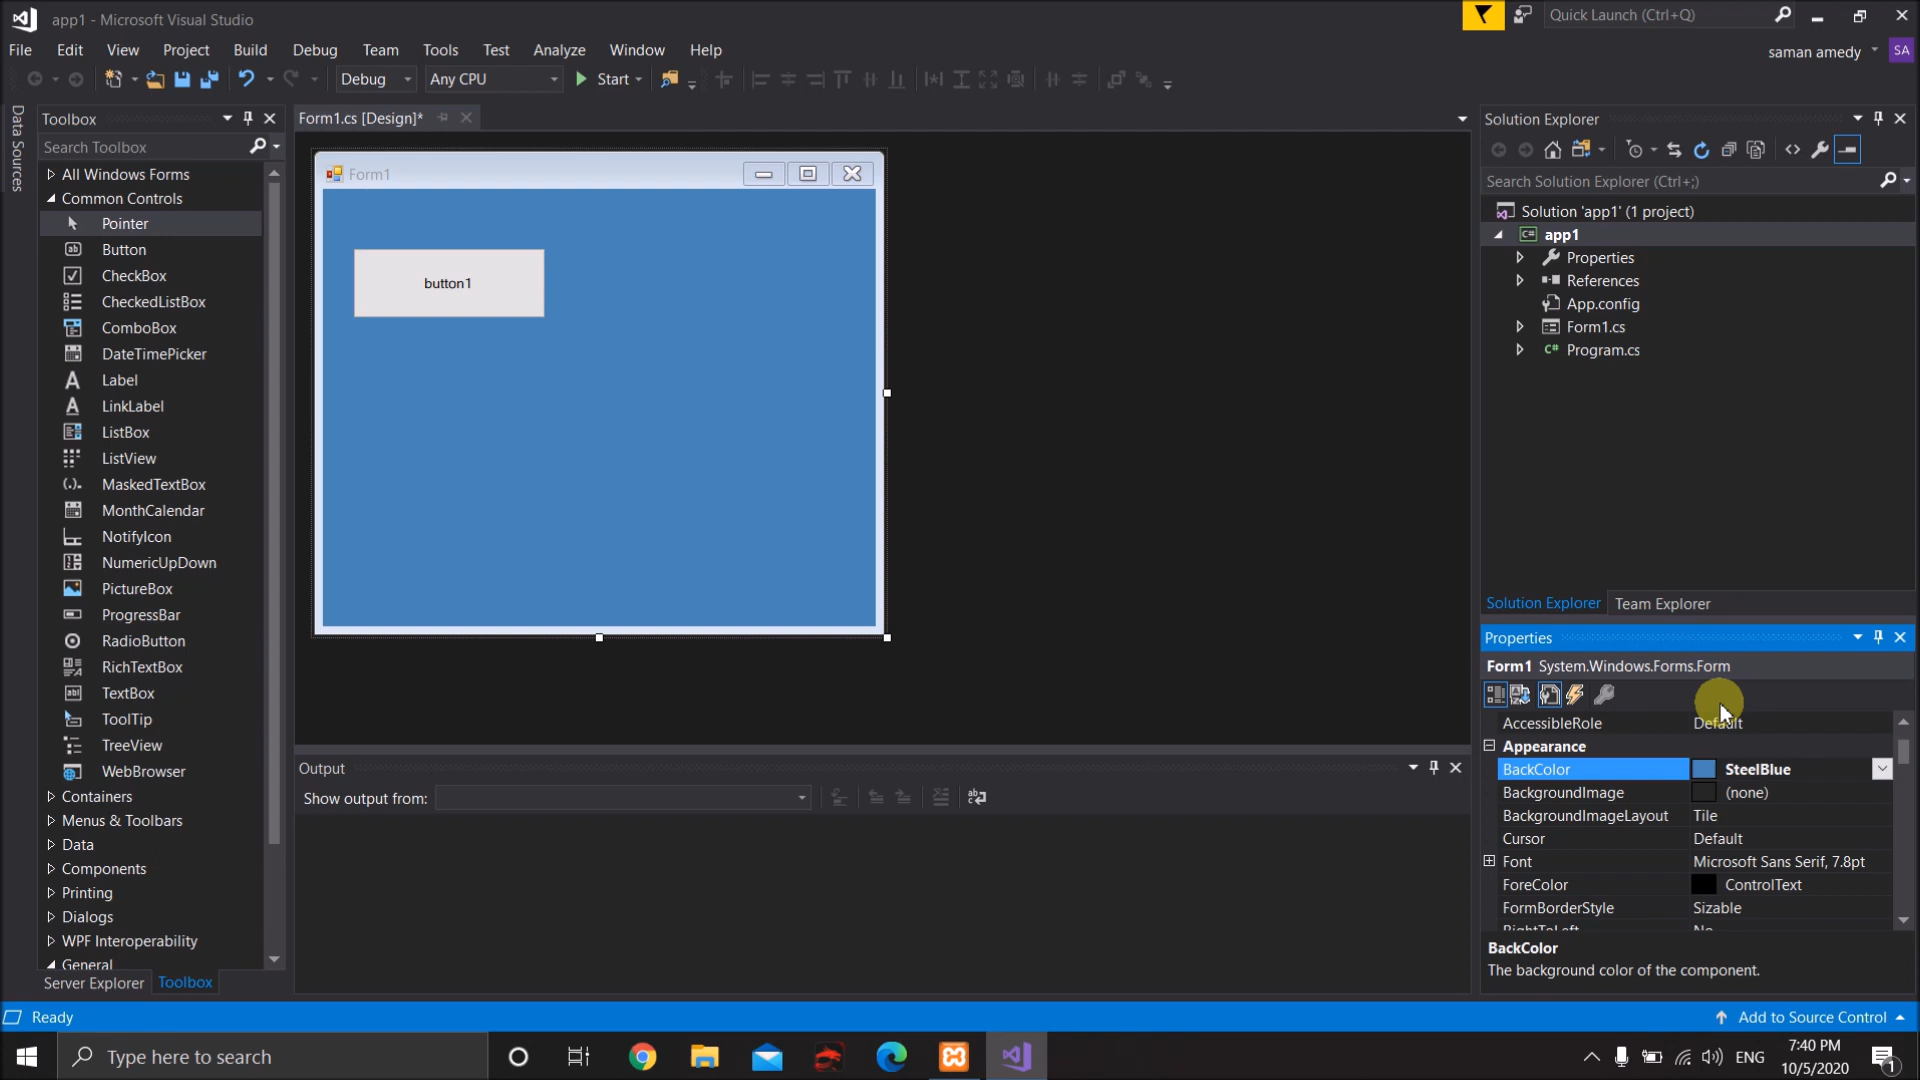 app1 - Microsoft Visual Studio
Quick Launch (Ctrl+Q)
File Edit View Project Build Debug Team Tools Test Analyze Window Help
saman amedy SA
Debug Any CPU Start
Data Sources
Toolbox
Search Toolbox
All Windows Forms
Common Controls
Pointer
Button
CheckBox
CheckedListBox
ComboBox
DateTimePicker
Label
LinkLabel
ListBox
ListView
MaskedTextBox
MonthCalendar
NotifyIcon
NumericUpDown
PictureBox
ProgressBar
RadioButton
RichTextBox
TextBox
ToolTip
TreeView
WebBrowser
Containers
Menus & Toolbars
Data
Components
Printing
Dialogs
WPF Interoperability
General
Server Explorer Toolbox
Form1.cs [Design]*
Form1
button1
Output
Show output from:
Solution Explorer
Search Solution Explorer (Ctrl+;)
Solution 'app1' (1 project)
app1
Properties
References
App.config
Form1.cs
Program.cs
Solution Explorer Team Explorer
Properties
Form1 System.Windows.Forms.Form
AccessibleRole Default
Appearance
BackColor SteelBlue
BackgroundImage (none)
BackgroundImageLayout Tile
Cursor Default
Font Microsoft Sans Serif, 7.8pt
ForeColor ControlText
FormBorderStyle Sizable
RightToLeft No
BackColor
The background color of the component.
Ready
Add to Source Control
Type here to search
ENG
7:40 PM
10/5/2020
1